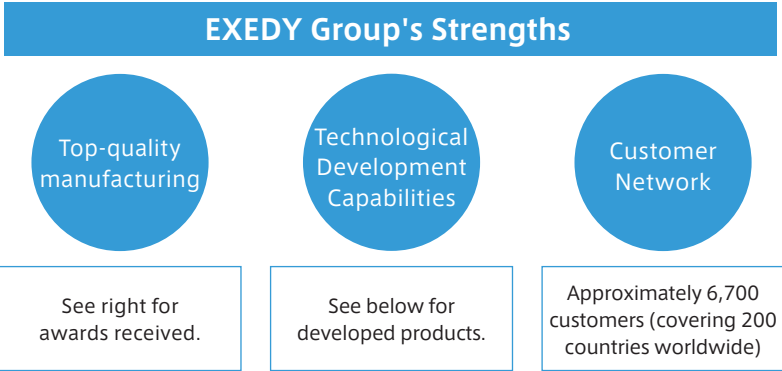 EXEDY Group's Strengths
Top-quality
manufacturing
Technological
Development
Capabilities
Customer
Network
See right for
awards received.
See below for
developed products.
Approximately 6,700
customers (covering 200
countries worldwide)